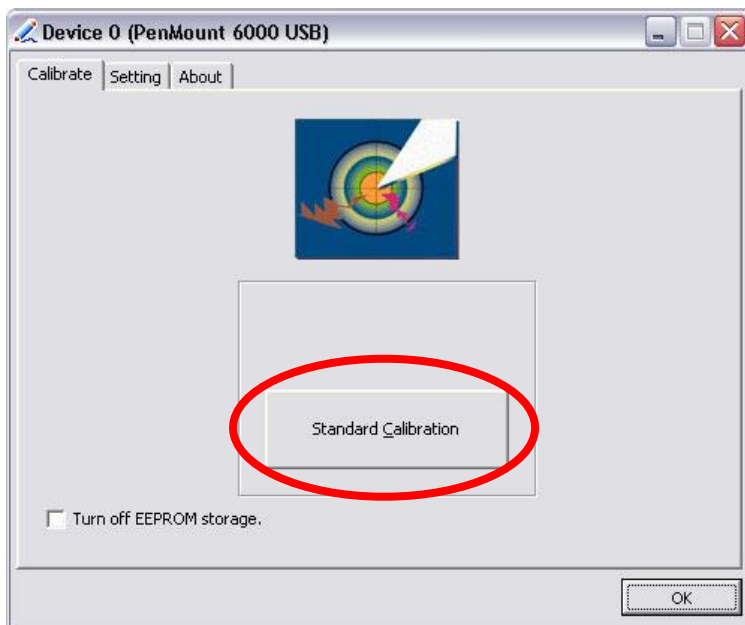 Device 0 (PenMount 6000 USB)
Calibrate Setting About
Standard Calibration
Turn off EEPROM storage.
OK